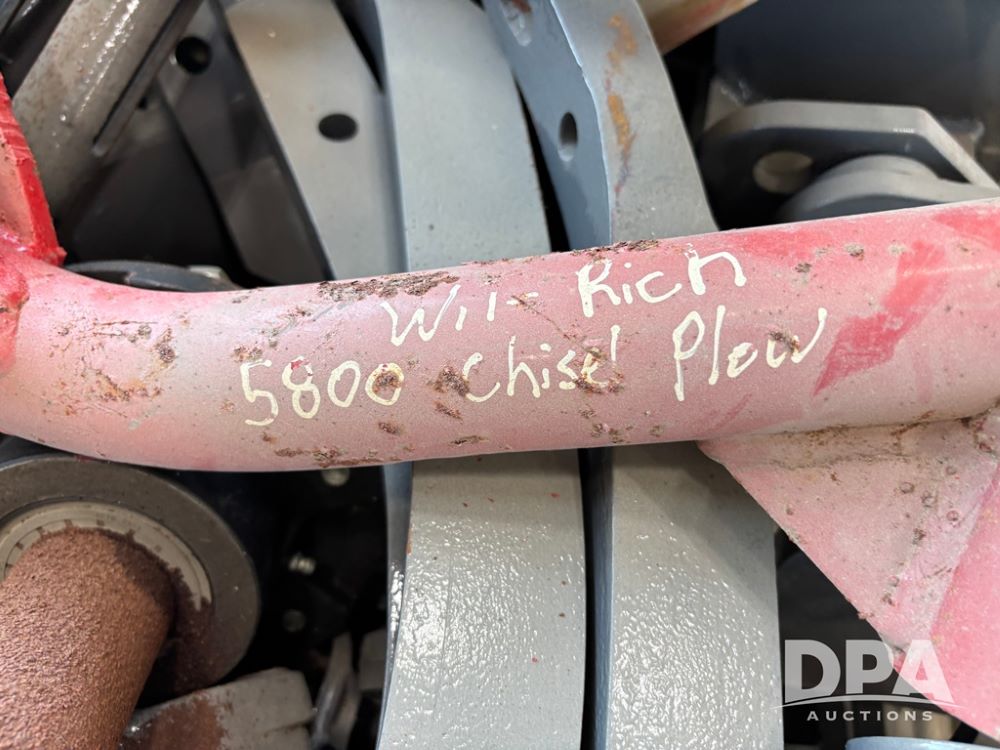 Wil-Rich
5800 Chisel Plow
DPA
AUCTIONS